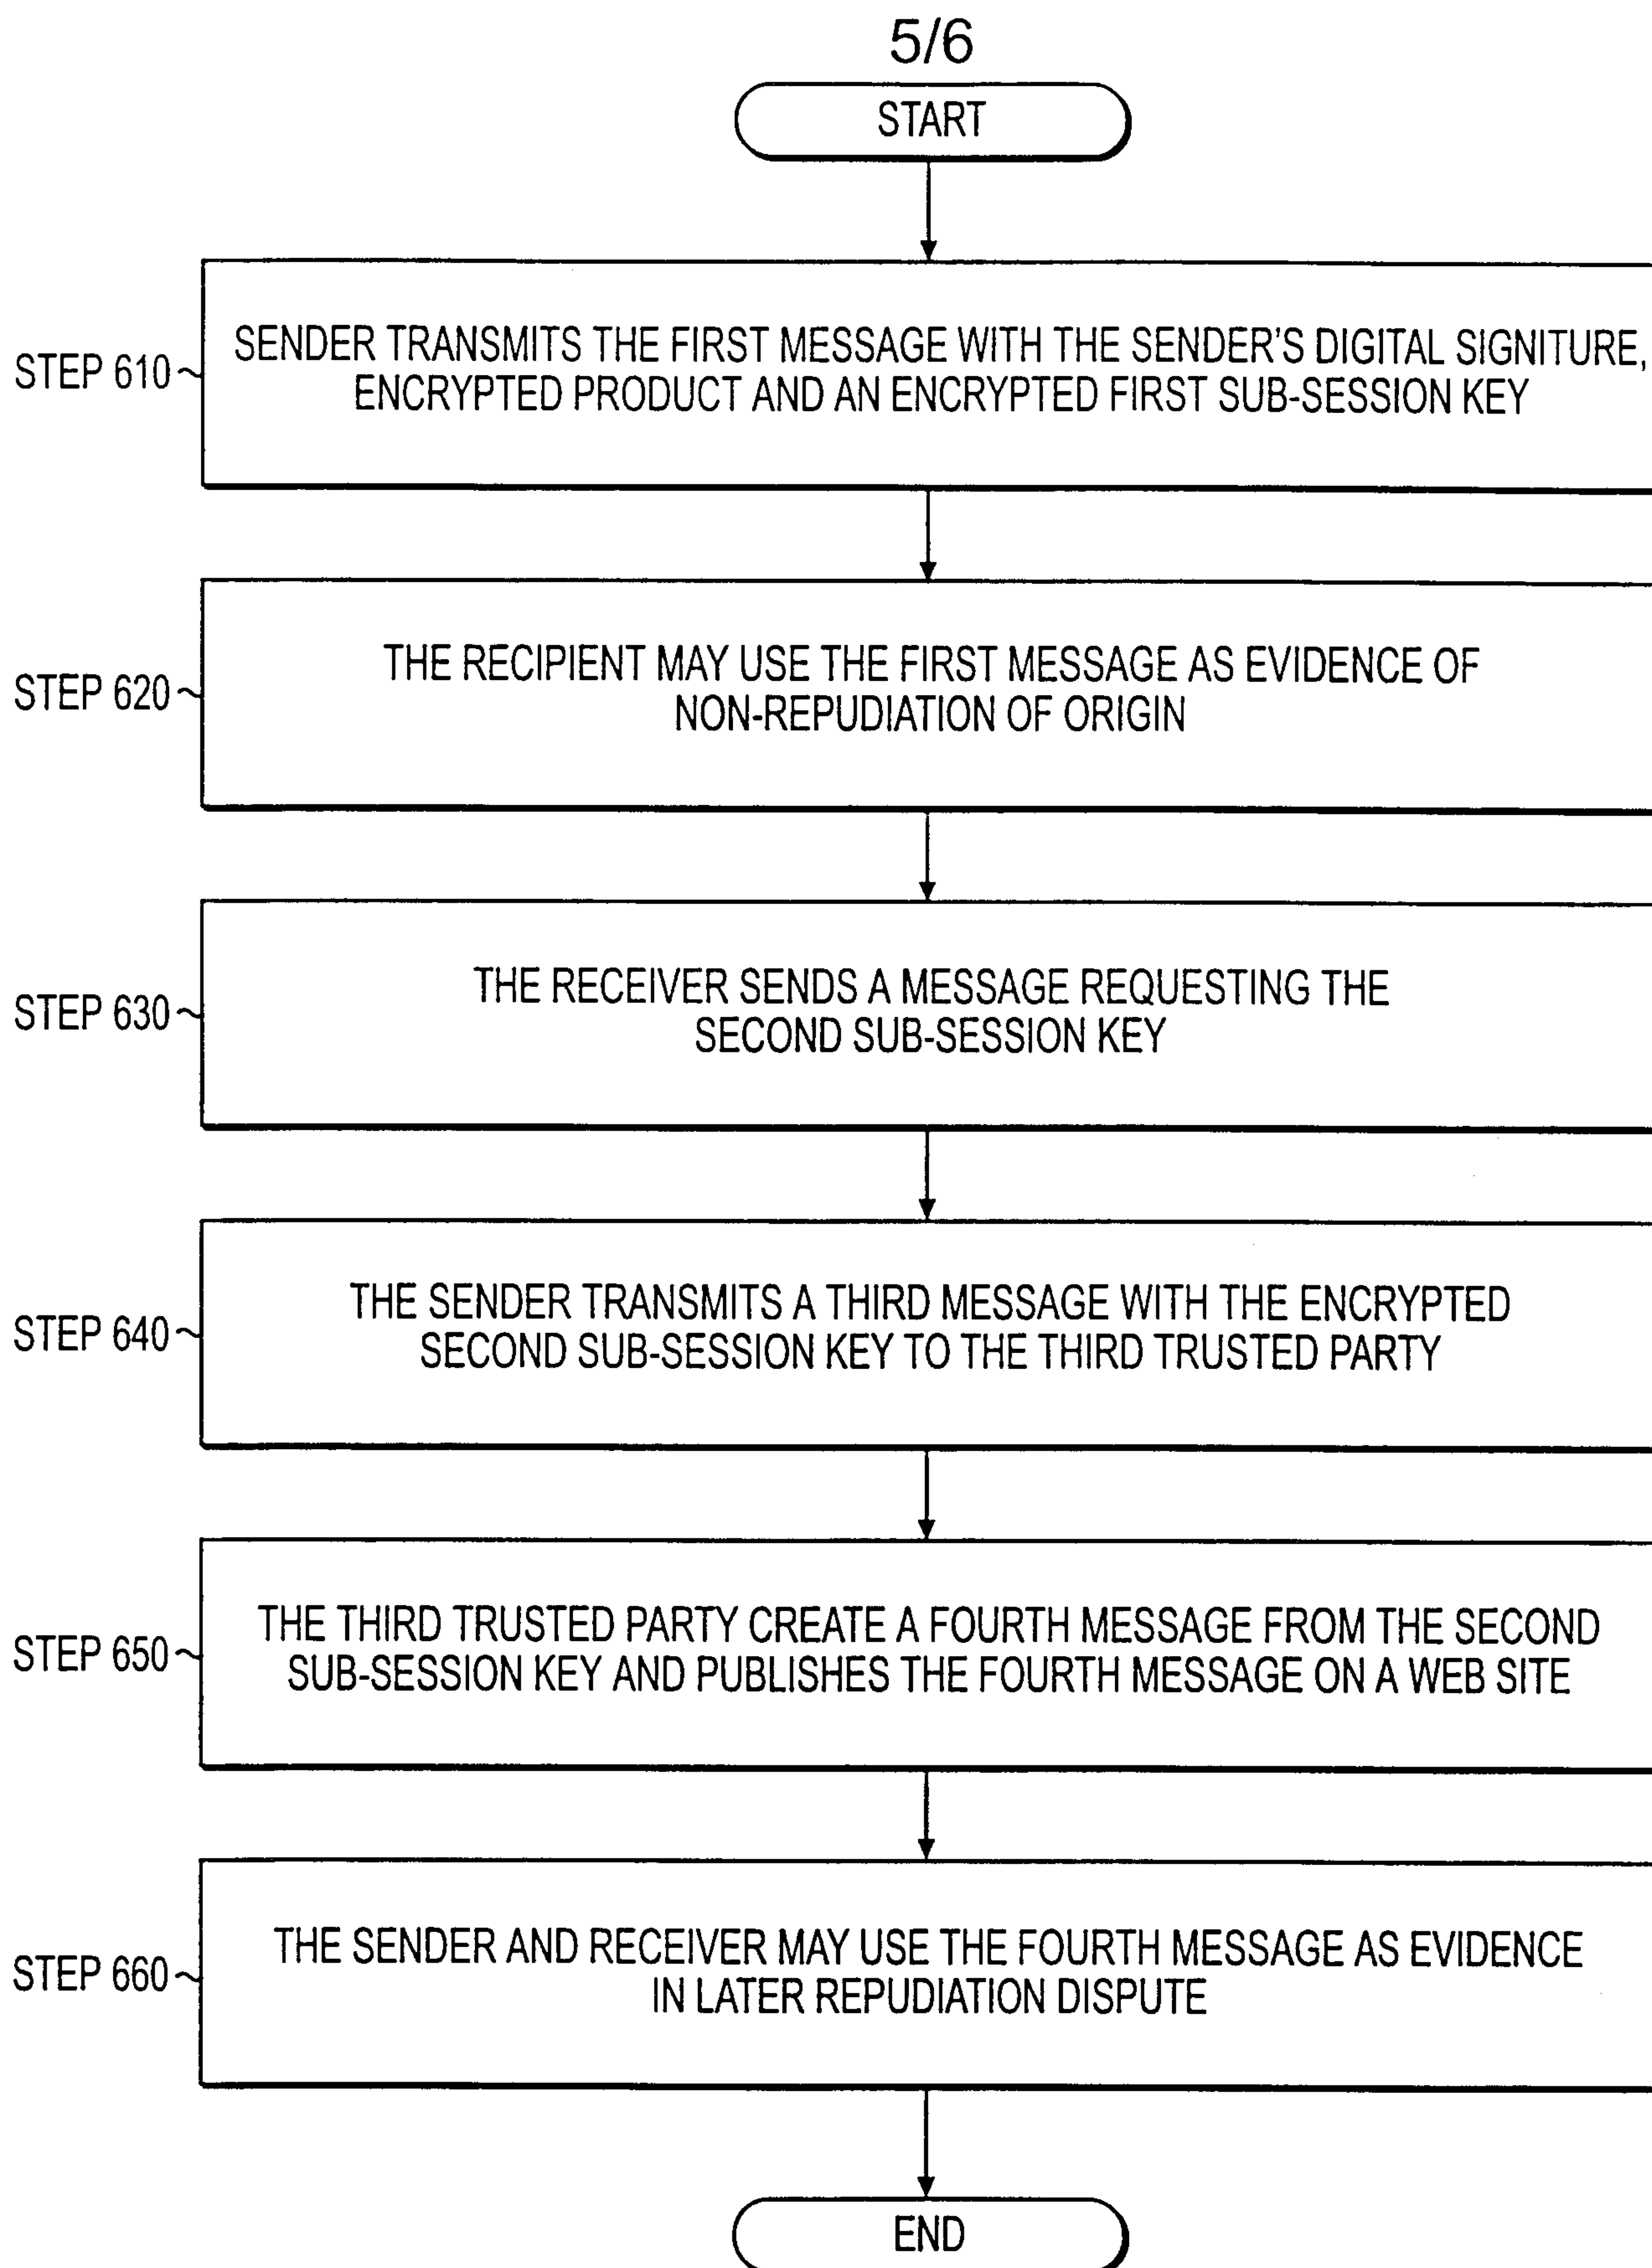 5/6
START
STEP 610
SENDER TRANSMITS THE FIRST MESSAGE WITH THE SENDER'S DIGITAL SIGNITURE,
ENCRYPTED PRODUCT AND AN ENCRYPTED FIRST SUB-SESSION KEY
STEP 620
THE RECIPIENT MAY USE THE FIRST MESSAGE AS EVIDENCE OF
NON-REPUDIATION OF ORIGIN
STEP 630
THE RECEIVER SENDS A MESSAGE REQUESTING THE
SECOND SUB-SESSION KEY
STEP 640
THE SENDER TRANSMITS A THIRD MESSAGE WITH THE ENCRYPTED
SECOND SUB-SESSION KEY TO THE THIRD TRUSTED PARTY
STEP 650
THE THIRD TRUSTED PARTY CREATE A FOURTH MESSAGE FROM THE SECOND
SUB-SESSION KEY AND PUBLISHES THE FOURTH MESSAGE ON A WEB SITE
STEP 660
THE SENDER AND RECEIVER MAY USE THE FOURTH MESSAGE AS EVIDENCE
IN LATER REPUDIATION DISPUTE
END